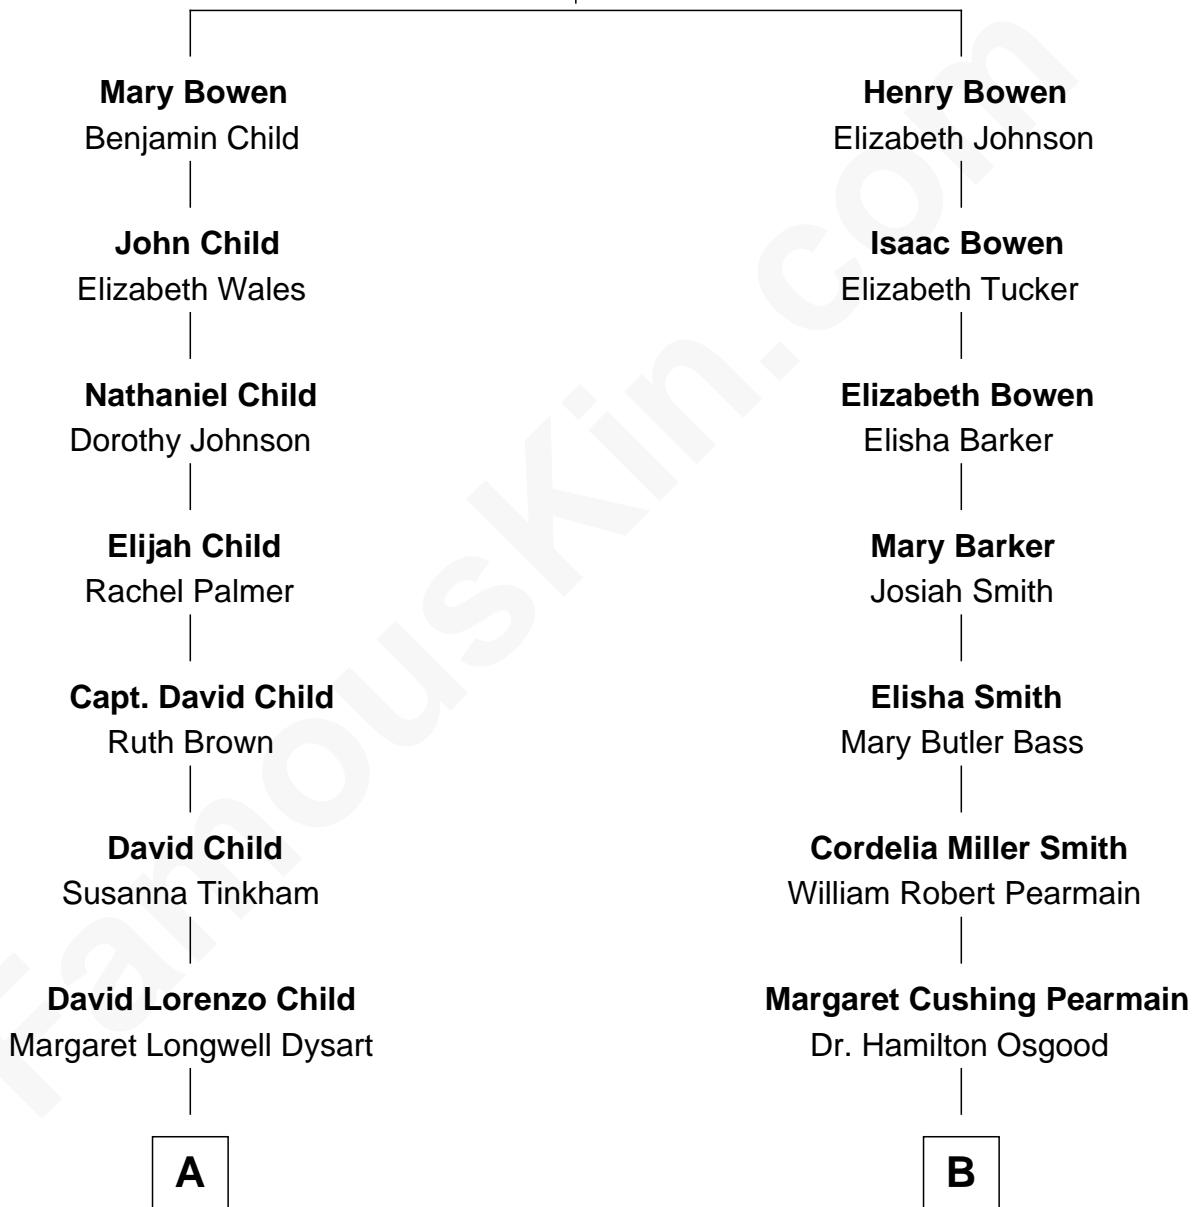 Mary Bowen
Benjamin Child
John Child
Elizabeth Wales
Nathaniel Child
Dorothy Johnson
Elijah Child
Rachel Palmer
Capt. David Child
Ruth Brown
David Child
Susanna Tinkham
David Lorenzo Child
Margaret Longwell Dysart
A
Henry Bowen
Elizabeth Johnson
Isaac Bowen
Elizabeth Tucker
Elizabeth Bowen
Elisha Barker
Mary Barker
Josiah Smith
Elisha Smith
Mary Butler Bass
Cordelia Miller Smith
William Robert Pearmain
Margaret Cushing Pearmain
Dr. Hamilton Osgood
B
FamousKin.com